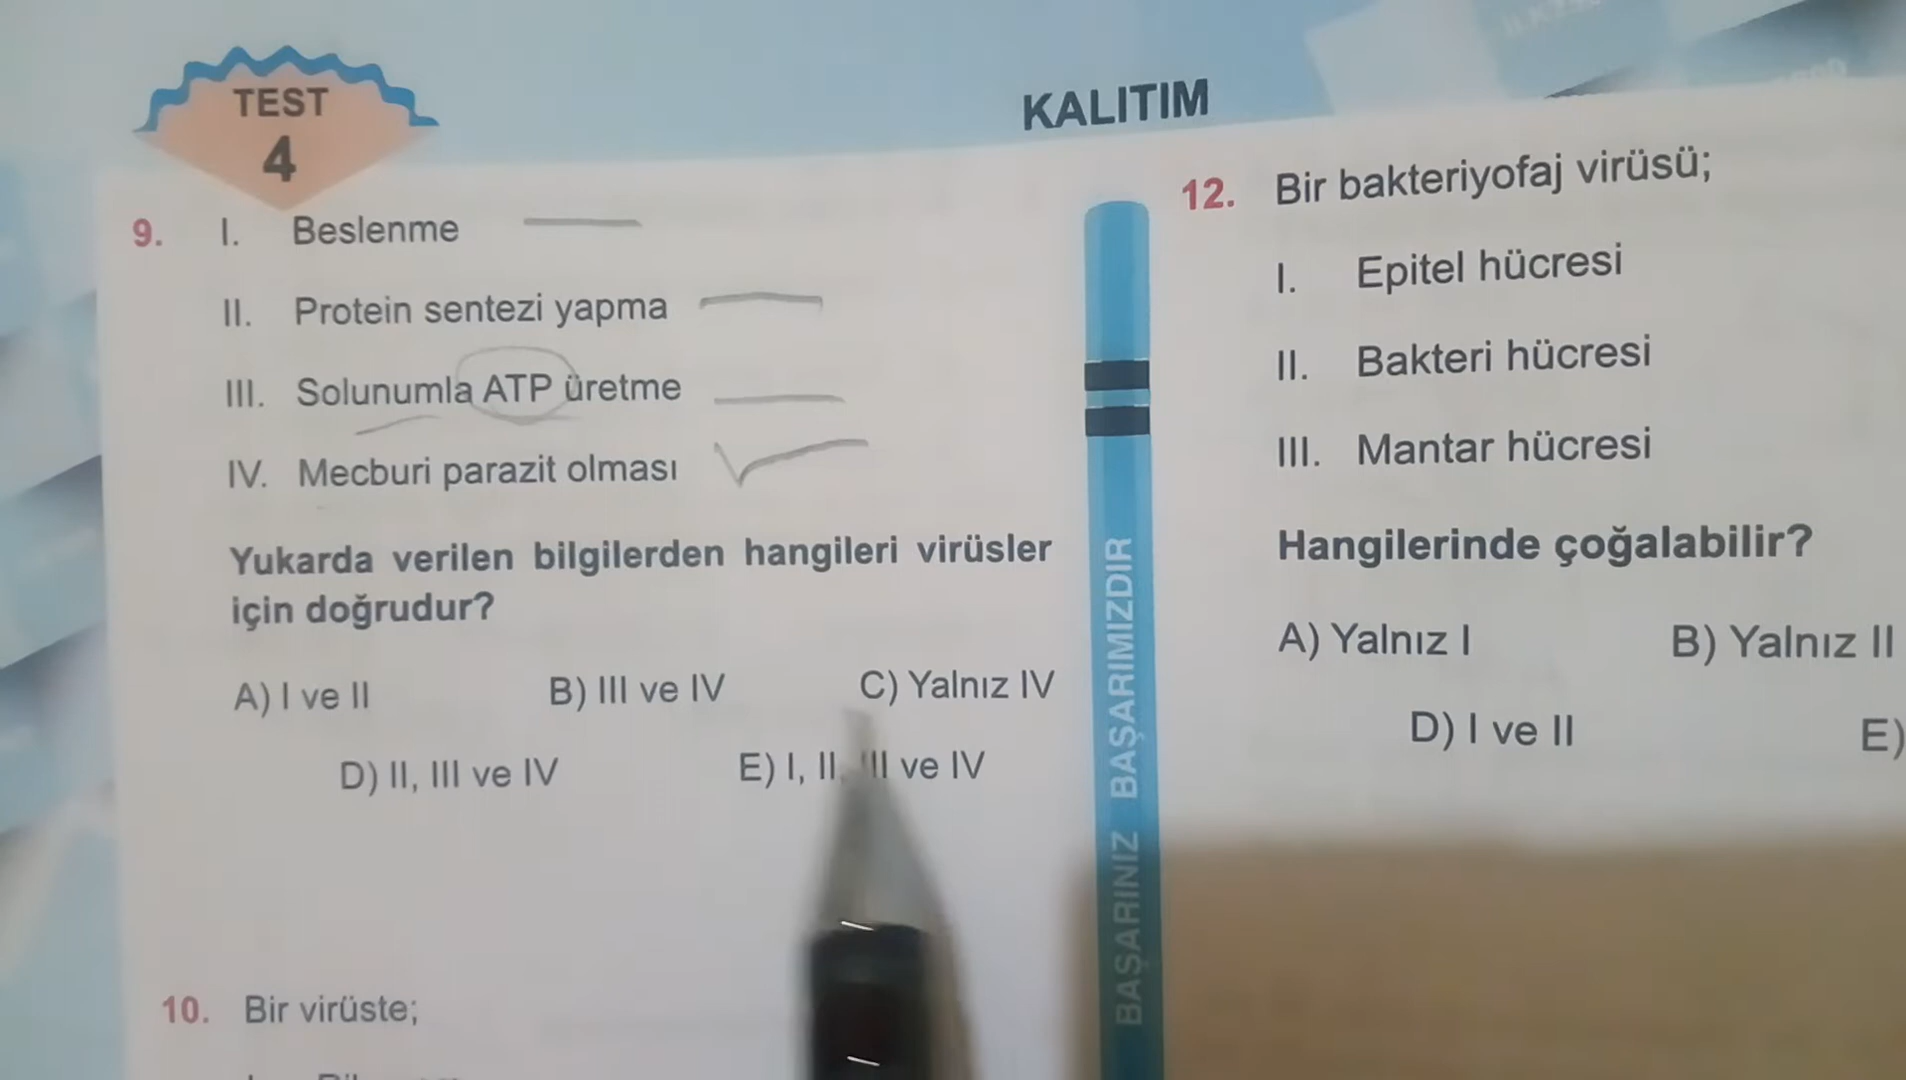 TEST
4
KALITIM
9. I. Beslenme
II. Protein sentezi yapma
III. Solunumla ATP üretme
IV. Mecburi parazit olması
Yukarda verilen bilgilerden hangileri virüsler
için doğrudur?
A) I ve II B) III ve IV C) Yalnız IV
D) II, III ve IV E) I, II, III ve IV
10. Bir virüste;
BAŞARINIZ BAŞARIMIZDIR
12. Bir bakteriyofaj virüsü;
I. Epitel hücresi
II. Bakteri hücresi
III. Mantar hücresi
Hangilerinde çoğalabilir?
A) Yalnız I B) Yalnız II
D) I ve II E)